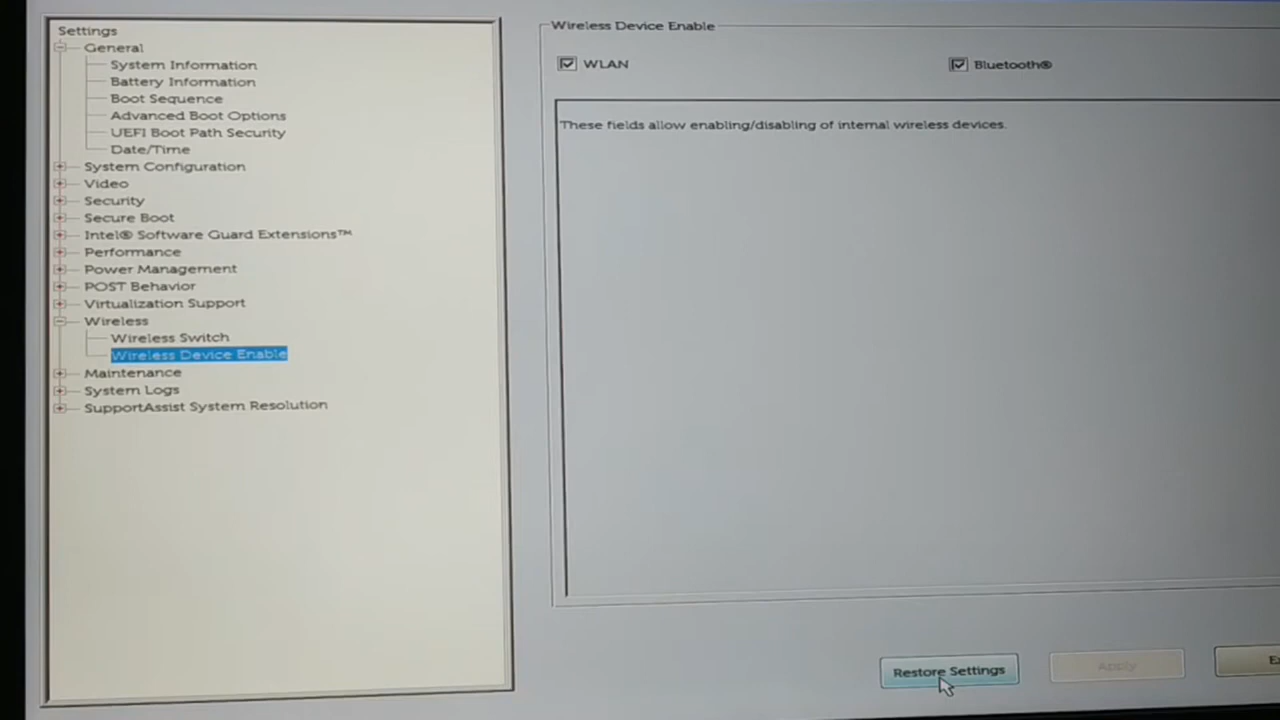 Settings
General
System Information
Battery Information
Boot Sequence
Advanced Boot Options
UEFI Boot Path Security
Date/Time
System Configuration
Video
Security
Secure Boot
Intel® Software Guard Extensions™
Performance
Power Management
POST Behavior
Virtualization Support
Wireless
Wireless Switch
Wireless Device Enable
Maintenance
System Logs
SupportAssist System Resolution
Wireless Device Enable
WLAN
Bluetooth®
These fields allow enabling/disabling of internal wireless devices.
Restore Settings
Apply